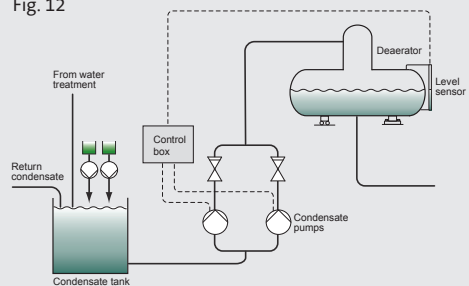 Fig. 12
Deaerator
From water
treatment
Level
sensor
Control
box
Return
condensate
Condensate
pumps
Condensate tank